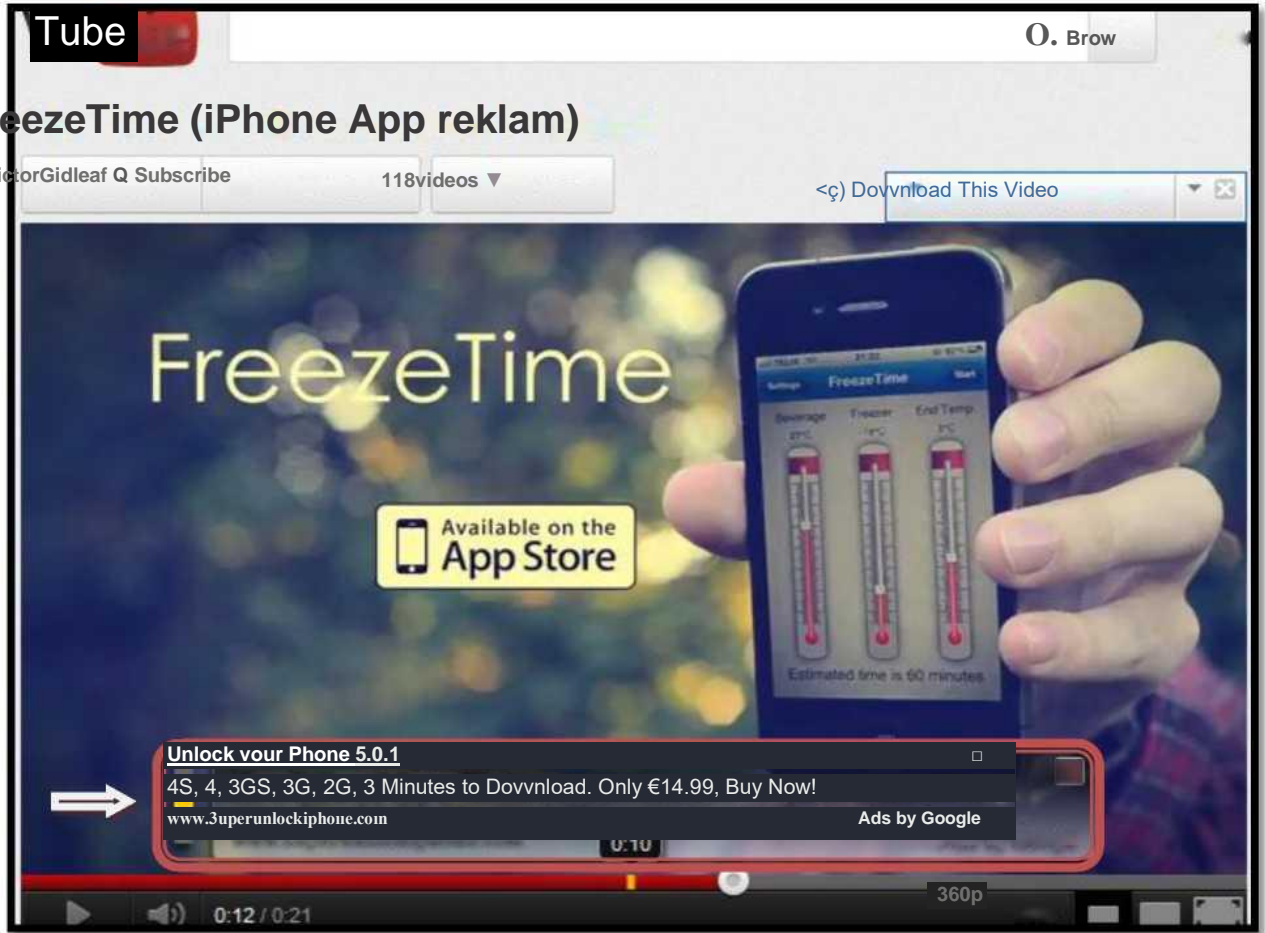 Tube
O. Brow
eezeTime (iPhone App reklam)
ictorGidleaf Q Subscribe
118videos ▼
<ç) Dovvnload This Video
FreezeTime
Settings FreezeTime Start
Beverage Freezer End Temp
Estimated time is 60 minutes
Available on the
App Store
Unlock vour Phone 5.0.1
4S, 4, 3GS, 3G, 2G, 3 Minutes to Dovvnload. Only €14.99, Buy Now!
www.3uperunlockiphone.com
Ads by Google
0:10
360p
0:12 / 0:21